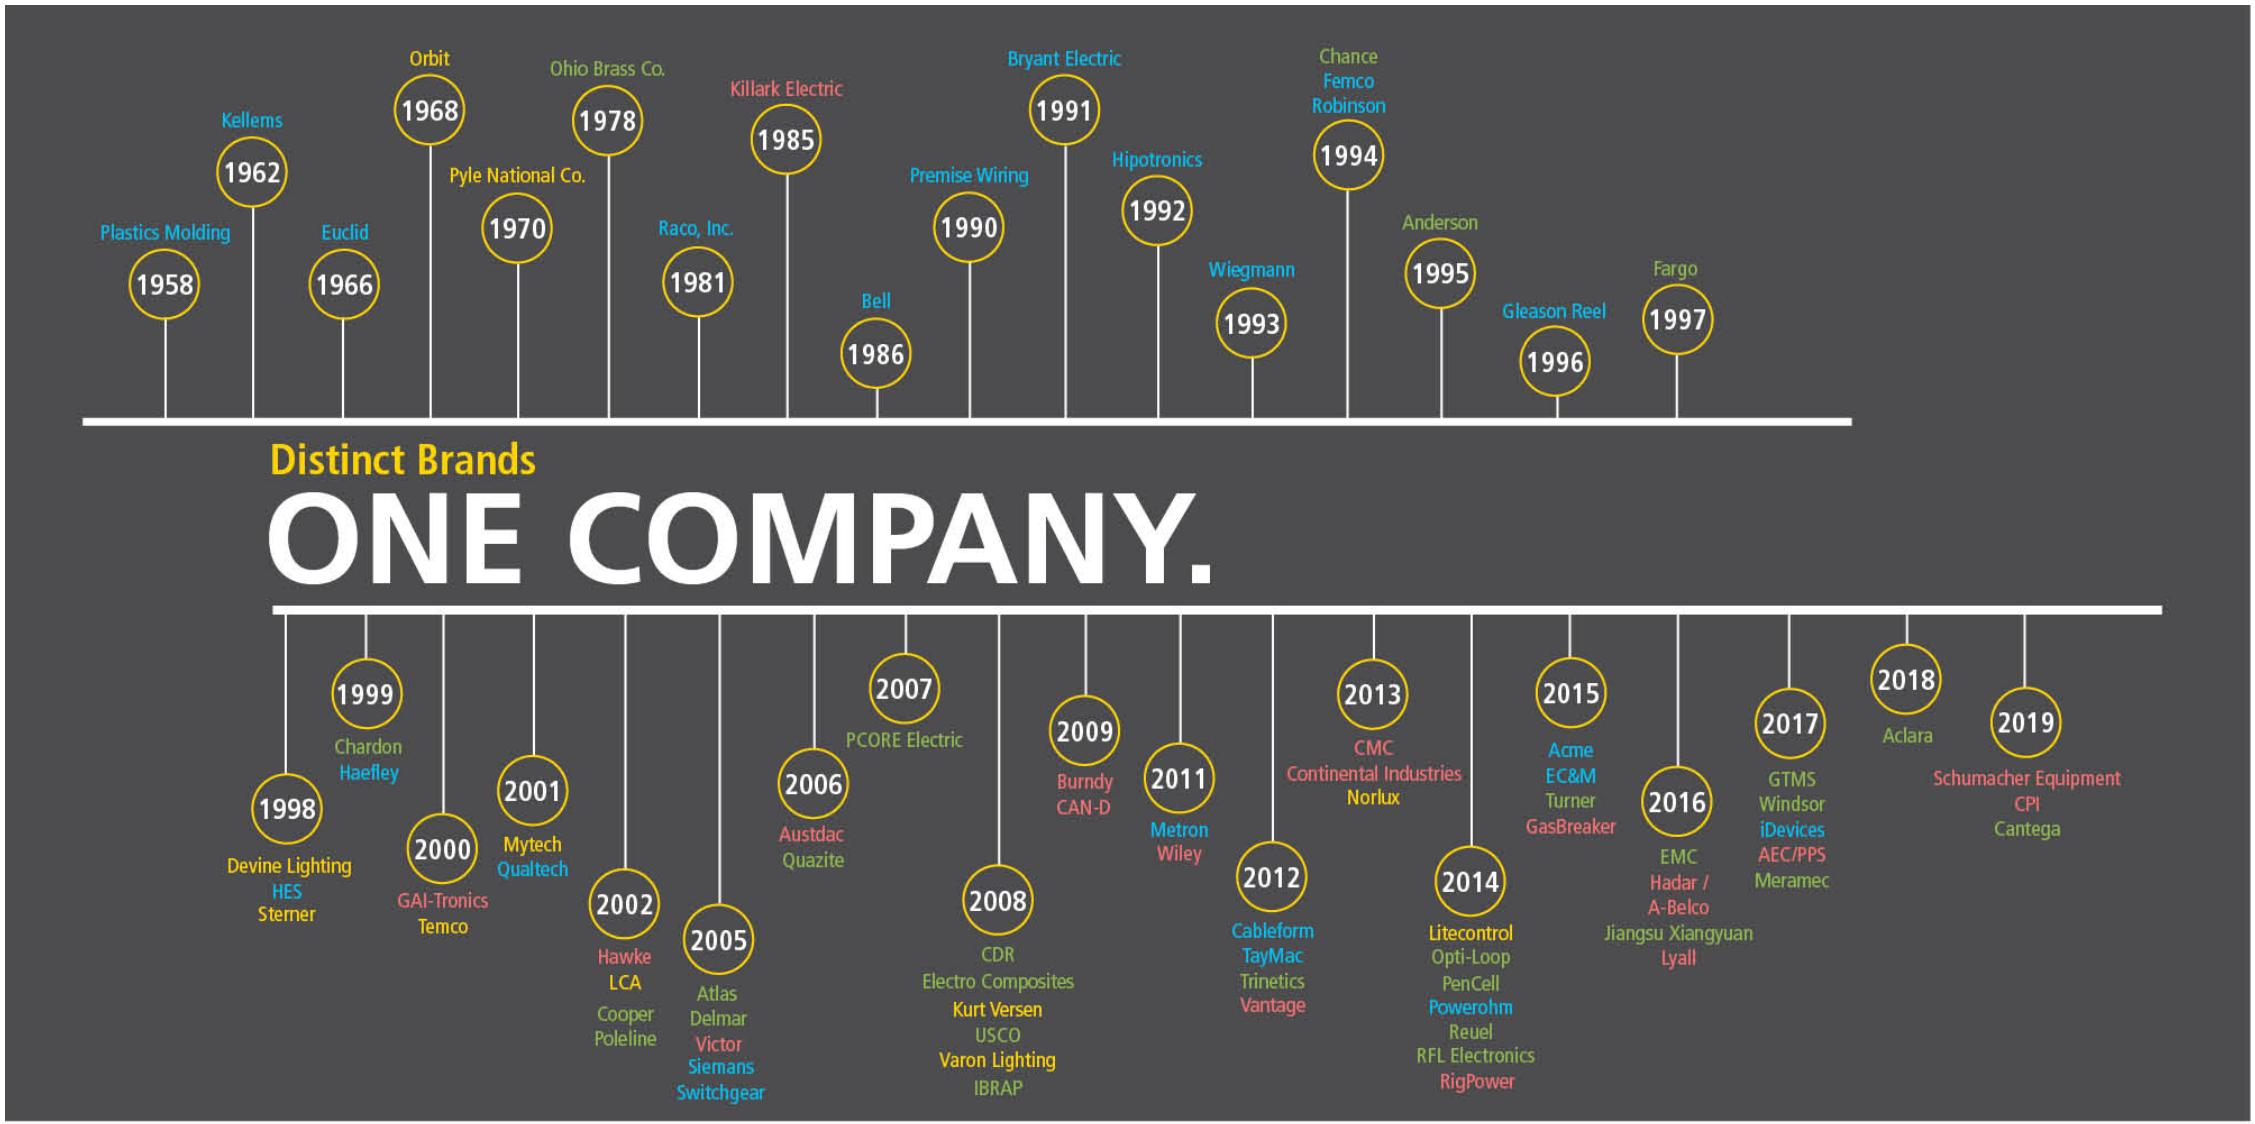 Plastics Molding
1958
Kellems
1962
Euclid
1966
Orbit
1968
Pyle National Co.
1970
Ohio Brass Co.
1978
Raco, Inc.
1981
Killark Electric
1985
Bell
1986
Premise Wiring
1990
Bryant Electric
1991
Hipotronics
1992
Wiegmann
1993
Chance
Femco
Robinson
1994
Anderson
1995
Gleason Reel
1996
Fargo
1997
Distinct Brands
ONE COMPANY.
1998
Devine Lighting
HES
Sterner
1999
Chardon
Haefley
2000
GAI-Tronics
Temco
2001
Mytech
Qualtech
2002
Hawke
LCA
Cooper
Poleline
2005
Atlas
Delmar
Victor
Siemans
Switchgear
2006
Austdac
Quazite
2007
PCORE Electric
2008
CDR
Electro Composites
Kurt Versen
USCO
Varon Lighting
IBRAP
2009
Burndy
CAN-D
2011
Metron
Wiley
2012
Cableform
TayMac
Trinetics
Vantage
2013
CMC
Continental Industries
Norlux
2014
Litecontrol
Opti-Loop
PenCell
Powerohm
Reuel
RFL Electronics
RigPower
2015
Acme
EC&M
Turner
GasBreaker
2016
EMC
Hadar /
A-Belco
Jiangsu Xiangyuan
Lyall
2017
GTMS
Windsor
iDevices
AEC/PPS
Meramec
2018
Aclara
2019
Schumacher Equipment
CPI
Cantega